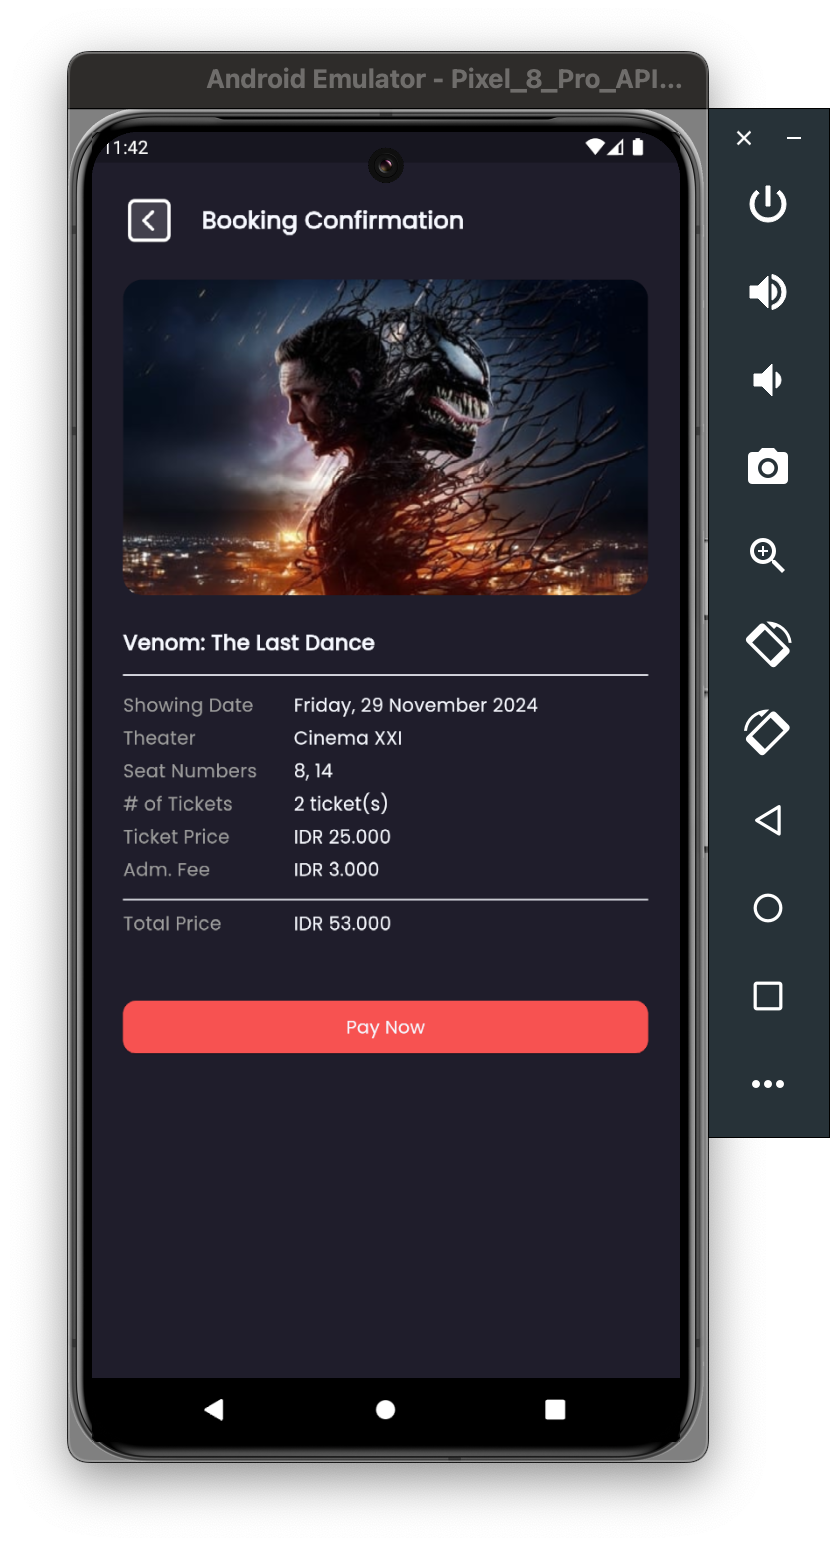 Android Emulator - Pixel_8_Pro_API...
11:42
Booking Confirmation
Venom: The Last Dance
Showing Date Friday, 29 November 2024
Theater Cinema XXI
Seat Numbers 8, 14
# of Tickets 2 ticket(s)
Ticket Price IDR 25.000
Adm. Fee IDR 3.000
Total Price IDR 53.000
Pay Now